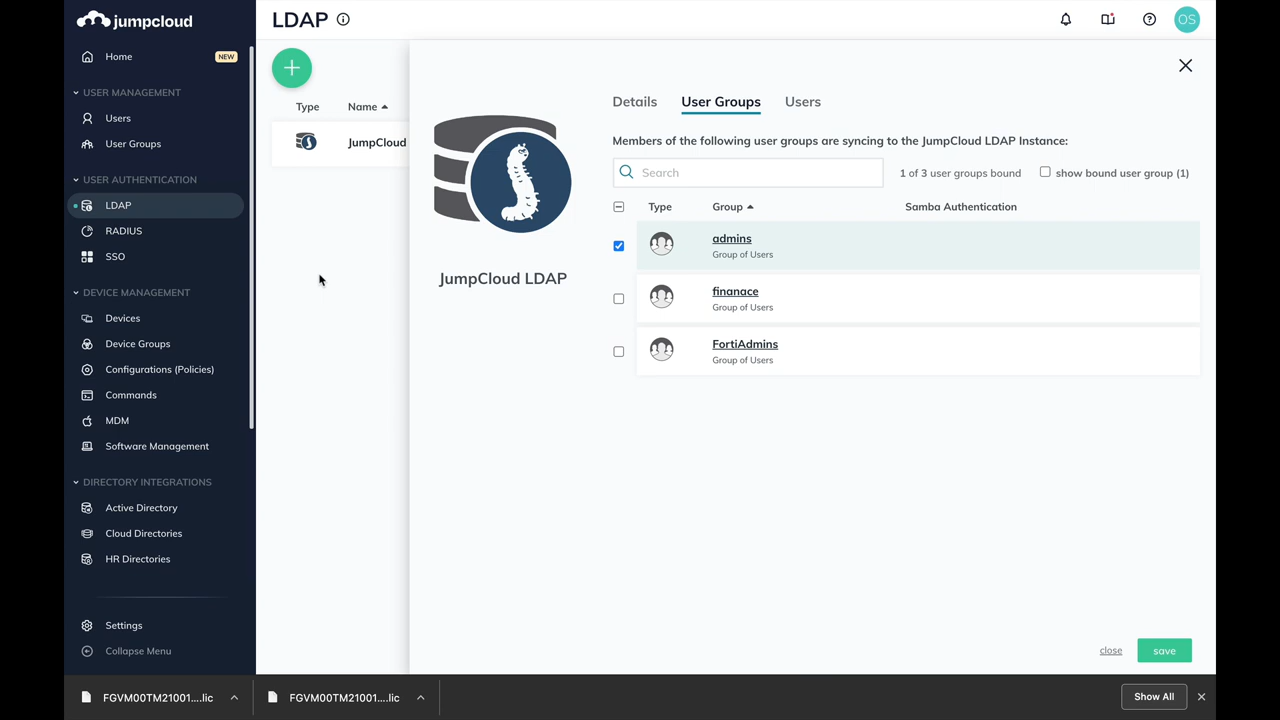 jumpcloud
Home
NEW
USER MANAGEMENT
Users
User Groups
USER AUTHENTICATION
LDAP
RADIUS
SSO
DEVICE MANAGEMENT
Devices
Device Groups
Configurations (Policies)
Commands
MDM
Software Management
DIRECTORY INTEGRATIONS
Active Directory
Cloud Directories
HR Directories
Settings
Collapse Menu
LDAP
OS
Type Name
JumpCloud
JumpCloud LDAP
Details User Groups Users
Members of the following user groups are syncing to the JumpCloud LDAP Instance:
Search
1 of 3 user groups bound
show bound user group (1)
Type Group Samba Authentication
admins
Group of Users
finanace
Group of Users
FortiAdmins
Group of Users
close
save
FGVM00TM21001....lic
FGVM00TM21001....lic
Show All